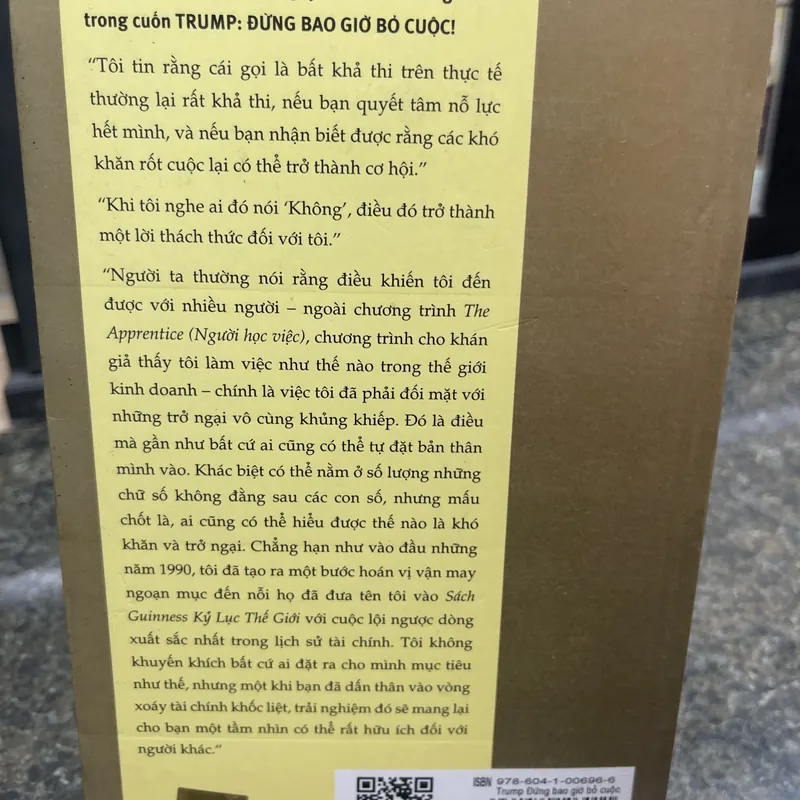 trong cuốn TRUMP: ĐỪNG BAO GIỜ BỎ CUỘC!
“Tôi tin rằng cái gọi là bất khả thi trên thực tế
thường lại rất khả thi, nếu bạn quyết tâm nỗ lực
hết mình, và nếu bạn nhận biết được rằng các khó
khăn rốt cuộc lại có thể trở thành cơ hội.”
“Khi tôi nghe ai đó nói ‘Không’, điều đó trở thành
một lời thách thức đối với tôi.”
“Người ta thường nói rằng điều khiến tôi đến
được với nhiều người – ngoài chương trình The
Apprentice (Người học việc), chương trình cho khán
giả thấy tôi làm việc như thế nào trong thế giới
kinh doanh – chính là việc tôi đã phải đối mặt với
những trở ngại vô cùng khủng khiếp. Đó là điều
mà gần như bất cứ ai cũng có thể tự đặt bản thân
mình vào. Khác biệt có thể nằm ở số lượng những
chữ số không đằng sau các con số, nhưng mấu
chốt là, ai cũng có thể hiểu được thế nào là khó
khăn và trở ngại. Chẳng hạn như vào đầu những
năm 1990, tôi đã tạo ra một bước hoán vị vận may
ngoạn mục đến nỗi họ đã đưa tên tôi vào Sách
Guinness Kỷ Lục Thế Giới với cuộc lội ngược dòng
xuất sắc nhất trong lịch sử tài chính. Tôi không
khuyến khích bất cứ ai đặt ra cho mình mục tiêu
như thế, nhưng một khi bạn đã dấn thân vào vòng
xoáy tài chính khốc liệt, trải nghiệm đó sẽ mang lại
cho bạn một tầm nhìn có thể rất hữu ích đối với
người khác.”
ISBN 978-604-1-00696-6
Trump Đừng bao giờ bỏ cuộc